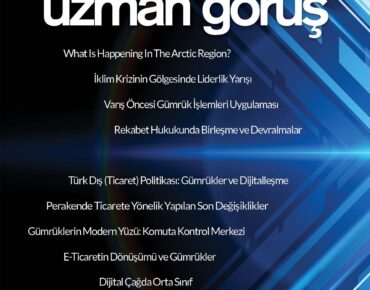 uzman görüş
What Is Happening In The Arctic Region?
İklim Krizinin Gölgesinde Liderlik Yarışı
Varış Öncesi Gümrük İşlemleri Uygulaması
Rekabet Hukukunda Birleşme ve Devralmalar
Türk Dış (Ticaret) Politikası: Gümrükler ve Dijitalleşme
Perakende Ticarete Yönelik Yapılan Son Değişiklikler
Gümrüklerin Modern Yüzü: Komuta Kontrol Merkezi
E-Ticaretin Dönüşümü ve Gümrükler
Dijital Çağda Orta Sınıf